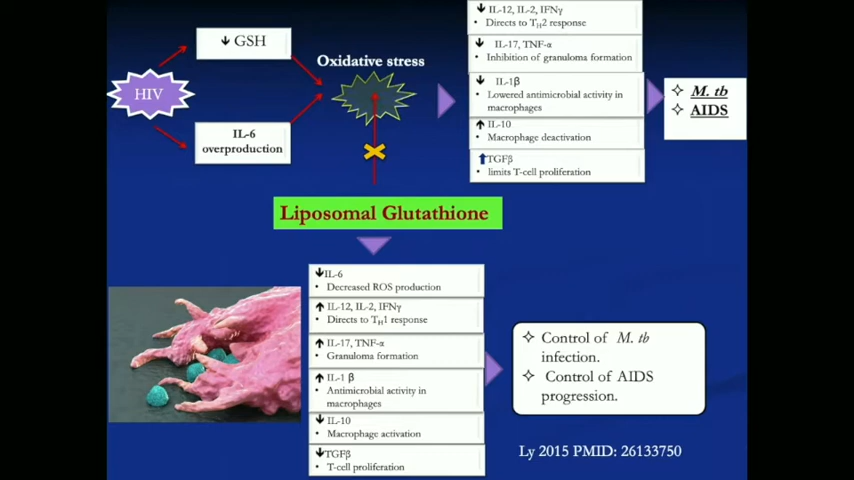 HIV
↓ GSH
IL-6
overproduction
Oxidative stress
↓ IL-12, IL-2, IFNγ
• Directs to TH2 response
↓ IL-17, TNF-α
• Inhibition of granuloma formation
↓ IL-1β
• Lowered antimicrobial activity in
macrophages
↑ IL-10
• Macrophage deactivation
↑TGFβ
• limits T-cell proliferation
✧ M. tb
✧ AIDS
Liposomal Glutathione
↓IL-6
• Decreased ROS production
↑ IL-12, IL-2, IFNγ
• Directs to TH1 response
↑ IL-17, TNF-α
• Granuloma formation
↑ IL-1 β
• Antimicrobial activity in
macrophages
↓ IL-10
• Macrophage activation
↓TGFβ
• T-cell proliferation
✧ Control of M. tb
infection.
✧ Control of AIDS
progression.
Ly 2015 PMID: 26133750